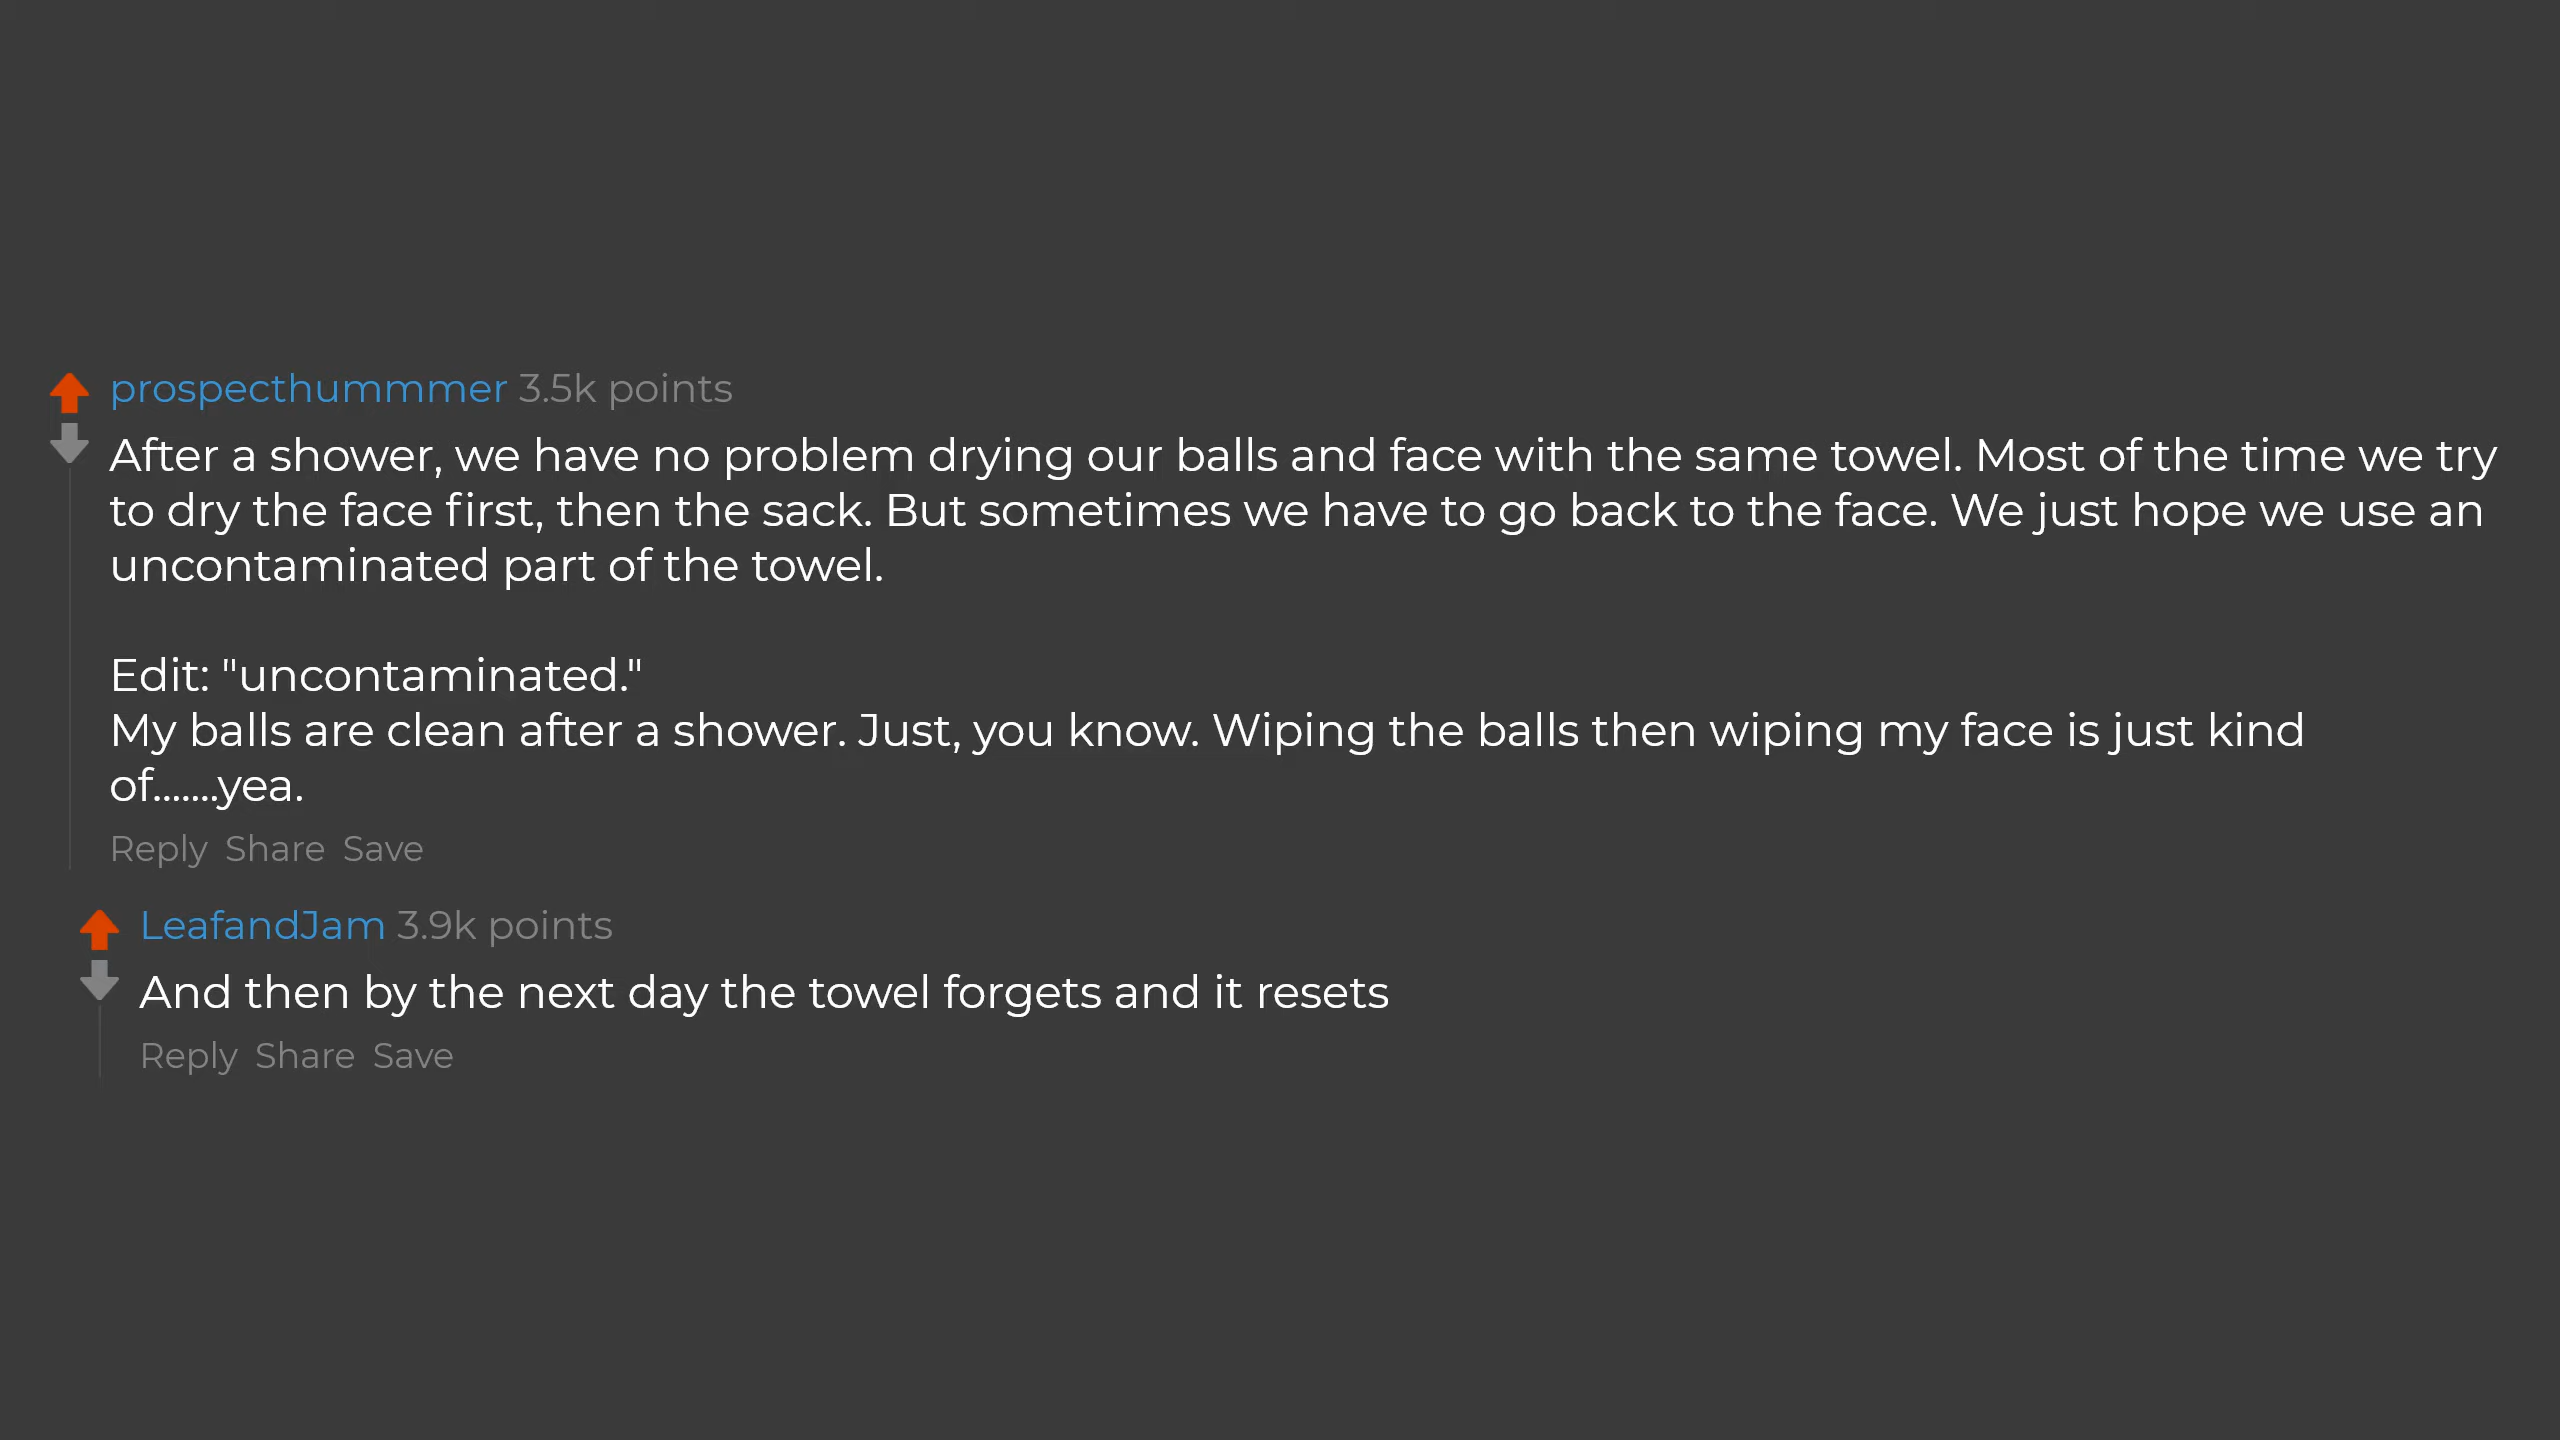 prospecthummmer 3.5k points
After a shower, we have no problem drying our balls and face with the same towel. Most of the time we try
to dry the face first, then the sack. But sometimes we have to go back to the face. We just hope we use an
uncontaminated part of the towel.
Edit: "uncontaminated."
My balls are clean after a shower. Just, you know. Wiping the balls then wiping my face is just kind
of.......yea.
Reply Share Save
LeafandJam 3.9k points
And then by the next day the towel forgets and it resets
Reply Share Save